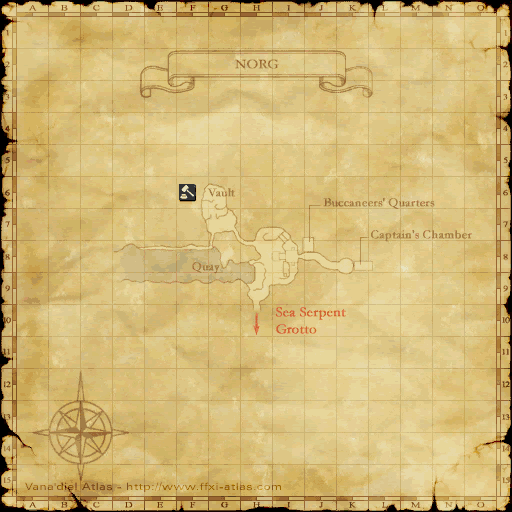 A B C D E F G H I J K L M N O
NORG
Vault
Buccaneers' Quarters
Captain's Chamber
Quay
Sea Serpent
Grotto
Vana'diel Atlas - http://www.ffxi-atlas.com
1
2
3
4
5
6
7
8
9
10
11
12
13
14
15
A B C D E F G H I J K L M N O